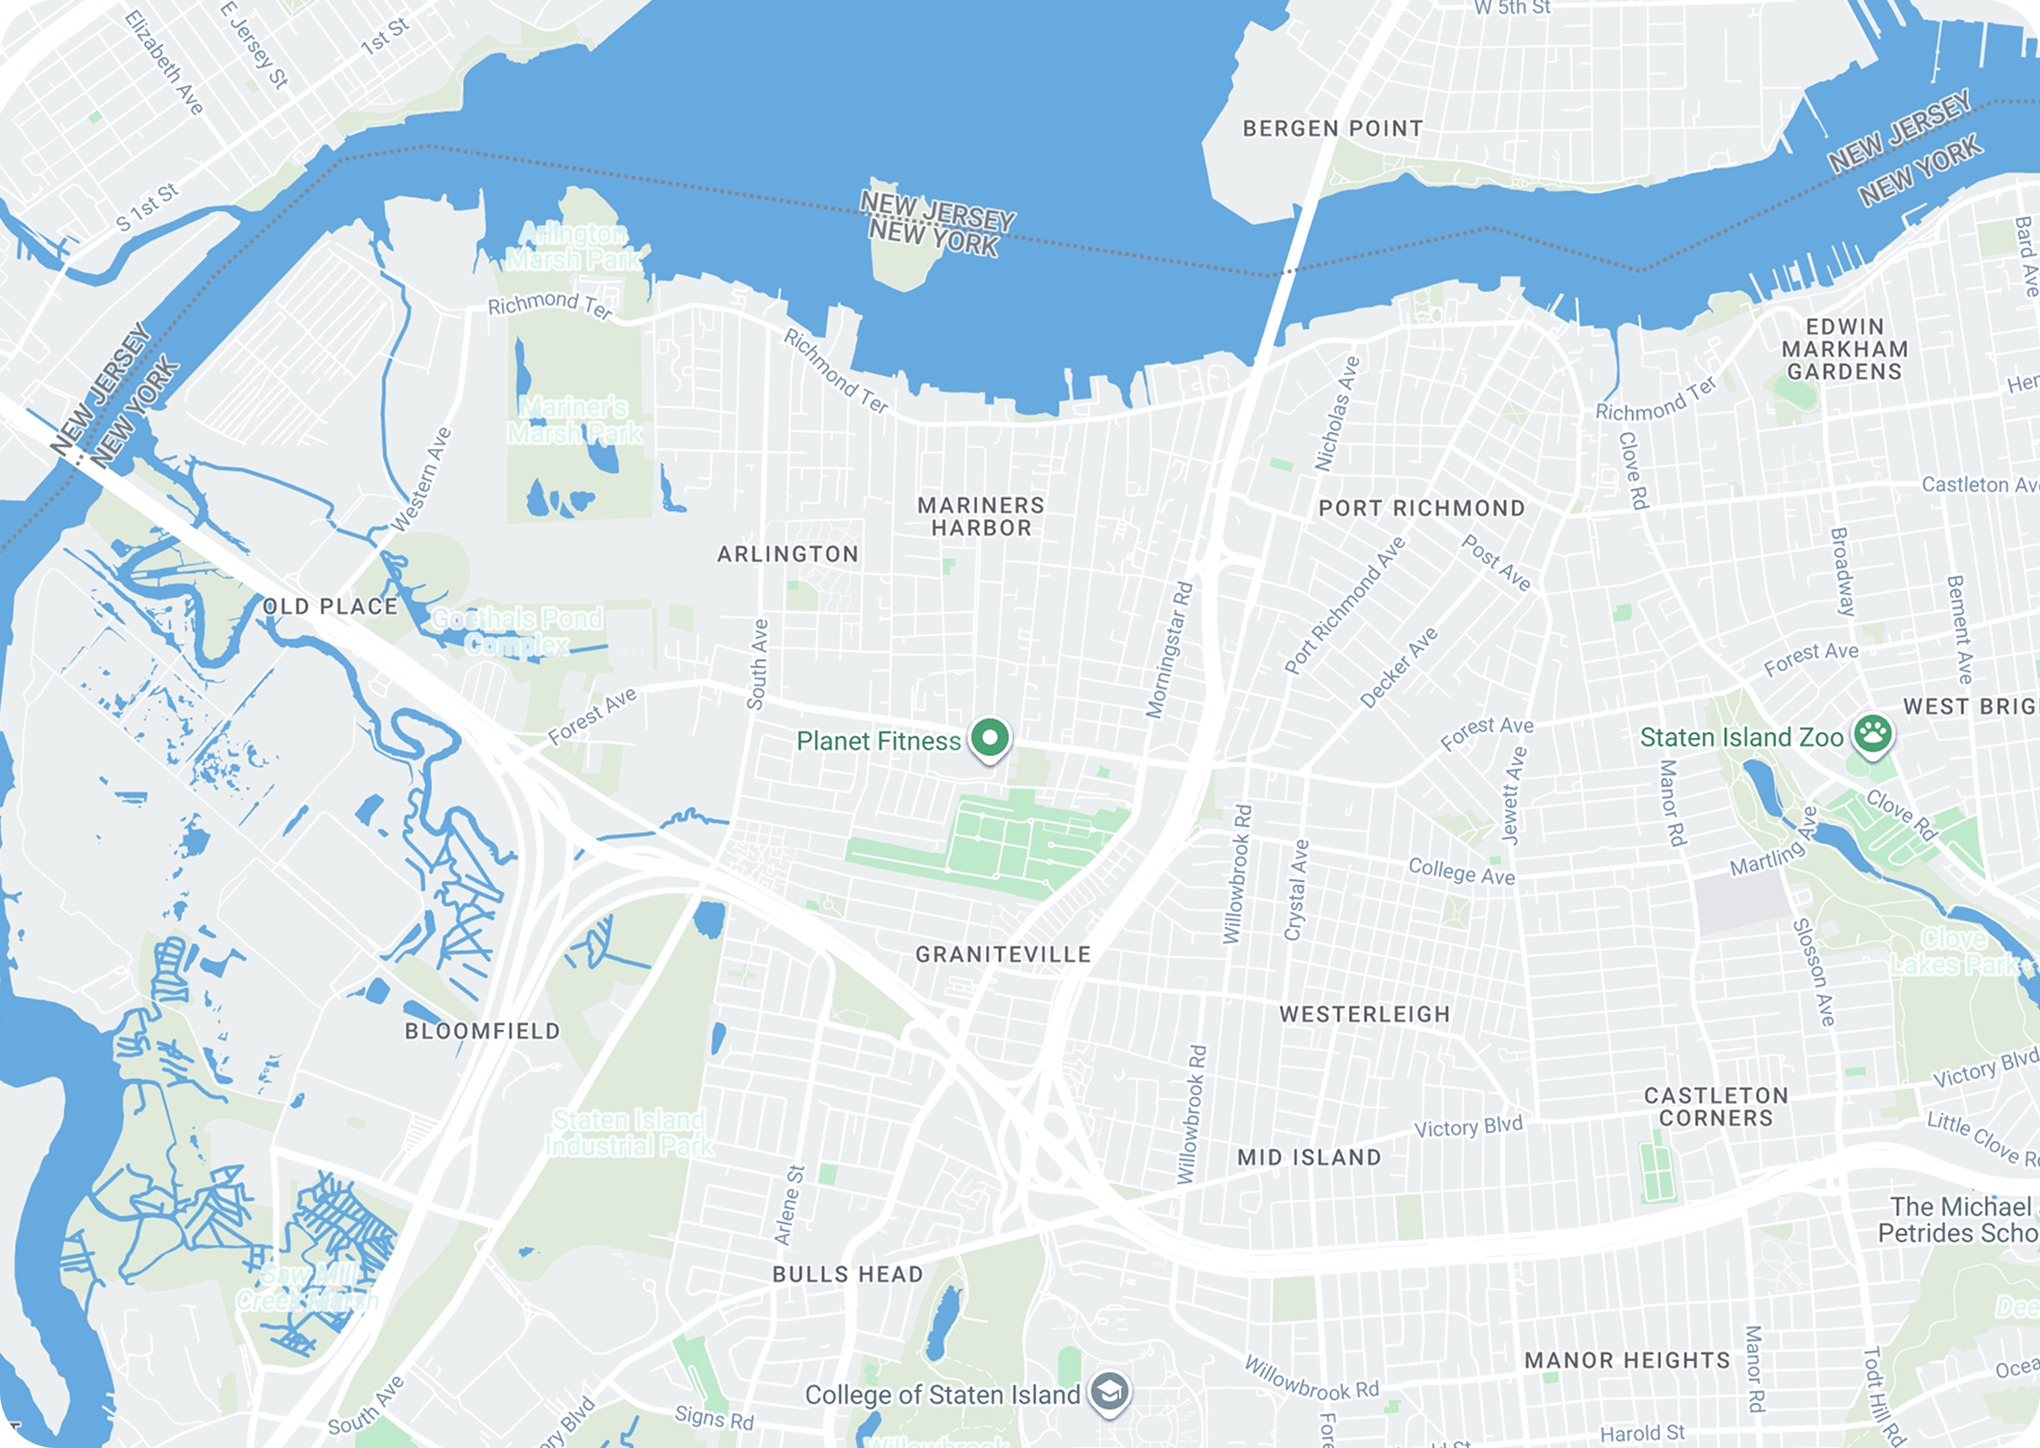 Elizabeth Ave
E Jersey St
1st St
W 5th St
BERGEN POINT
NEW JERSEY
NEW YORK
S 1st St
Arlington
Marsh Park
NEW JERSEY
NEW YORK
Bard Ave
Richmond Ter
Richmond Ter
EDWIN
MARKHAM
GARDENS
NEW JERSEY
NEW YORK
Nicholas Ave
Richmond Ter
Mariner's
Marsh Park
Western Ave
Clove Rd
Castleton Ave
MARINERS
HARBOR
PORT RICHMOND
ARLINGTON
Port Richmond Ave
Post Ave
Broadway
Bement Ave
OLD PLACE
Goethals Pond
Complex
South Ave
Morningstar Rd
Decker Ave
Forest Ave
Forest Ave
Forest Ave
WEST BRIG
Planet Fitness
Staten Island Zoo
Jewett Ave
Manor Rd
Clove Rd
Martling Ave
Willowbrook Rd
Crystal Ave
College Ave
Slosson Ave
Clove
Lakes Park
GRANITEVILLE
WESTERLEIGH
BLOOMFIELD
Willowbrook Rd
Victory Blvd
CASTLETON
CORNERS
Staten Island
Industrial Park
Victory Blvd
Little Clove Rd
MID ISLAND
Arlene St
The Michael
Petrides Scho
Saw Mill
Creek Marsh
BULLS HEAD
Dee
MANOR HEIGHTS
Manor Rd
Todt Hill Rd
Ocea
Willowbrook Rd
College of Staten Island
South Ave
ory Blvd
Signs Rd
Fore
Harold St
Willowbrook